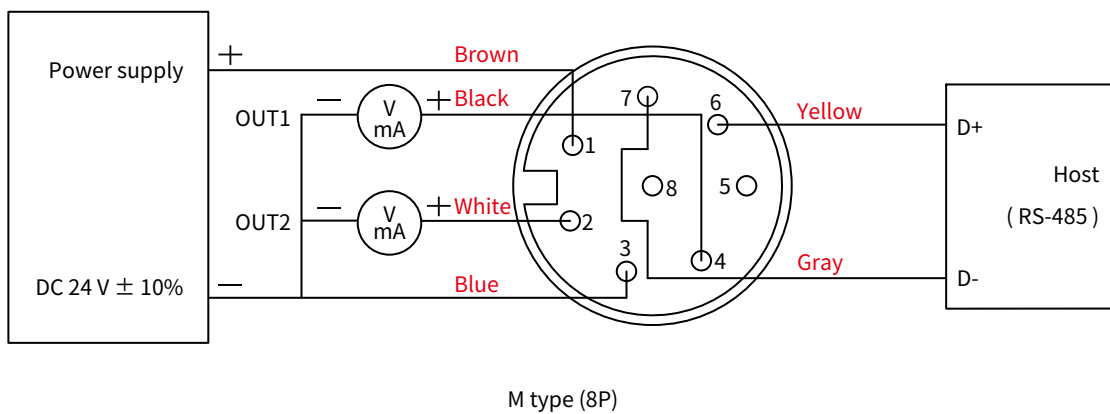 Power supply
+
Brown
OUT1
−
V
mA
+
Black
7
6
Yellow
D+
1
Host
8
5
( RS-485 )
OUT2
−
V
mA
+
White
2
3
4
Gray
D-
DC 24 V ± 10%
−
Blue
M type (8P)